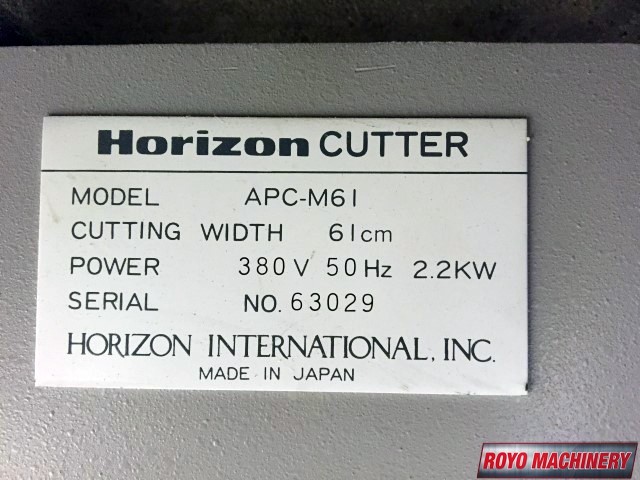 Horizon CUTTER
MODEL APC-M61
CUTTING WIDTH 61cm
POWER 380V 50Hz 2.2KW
SERIAL NO. 63029
HORIZON INTERNATIONAL, INC.
MADE IN JAPAN
ROYO MACHINERY